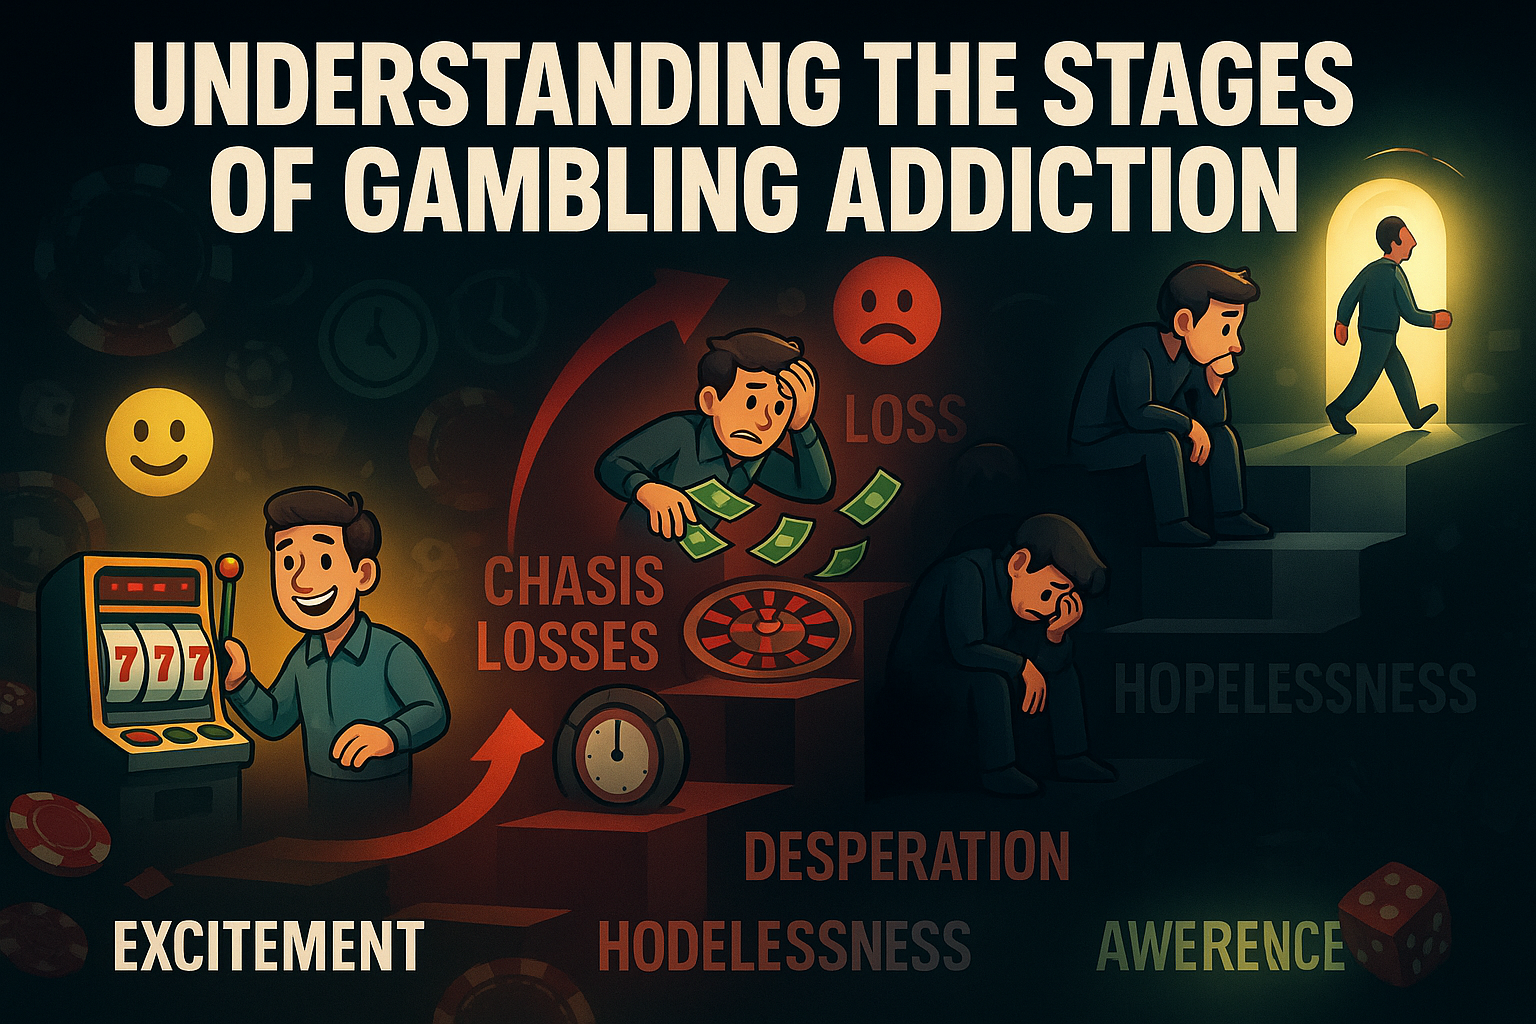 UNDERSTANDING THE STAGES
OF GAMBLING ADDICTION
LOSS
CHASIS
LOSSES
777
HOPELESSNESS
DESPERATION
EXCITEMENT
HODELESSNESS
AWERENCE